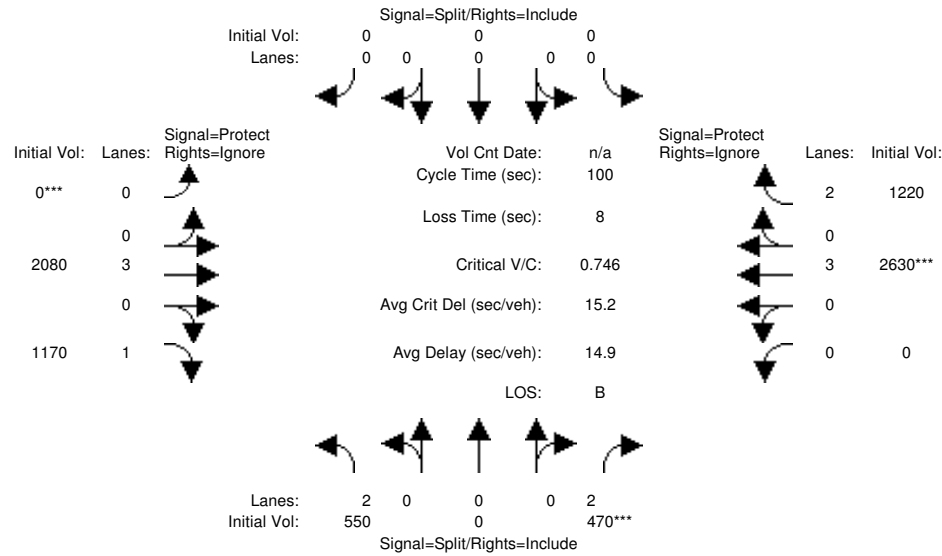 Signal=Split/Rights=Include
Initial Vol: 0 0 0
Lanes: 0 0 0 0 0
Signal=Protect Signal=Protect
Initial Vol: Lanes: Rights=Ignore Vol Cnt Date: n/a Rights=Ignore Lanes: Initial Vol:
Cycle Time (sec): 100
0*** 0 2 1220
Loss Time (sec): 8
0 0
2080 3 Critical V/C: 0.746 3 2630***
0 Avg Crit Del (sec/veh): 15.2 0
1170 1 Avg Delay (sec/veh): 14.9 0 0
LOS: B
Lanes: 2 0 0 0 2
Initial Vol: 550 0 470***
Signal=Split/Rights=Include